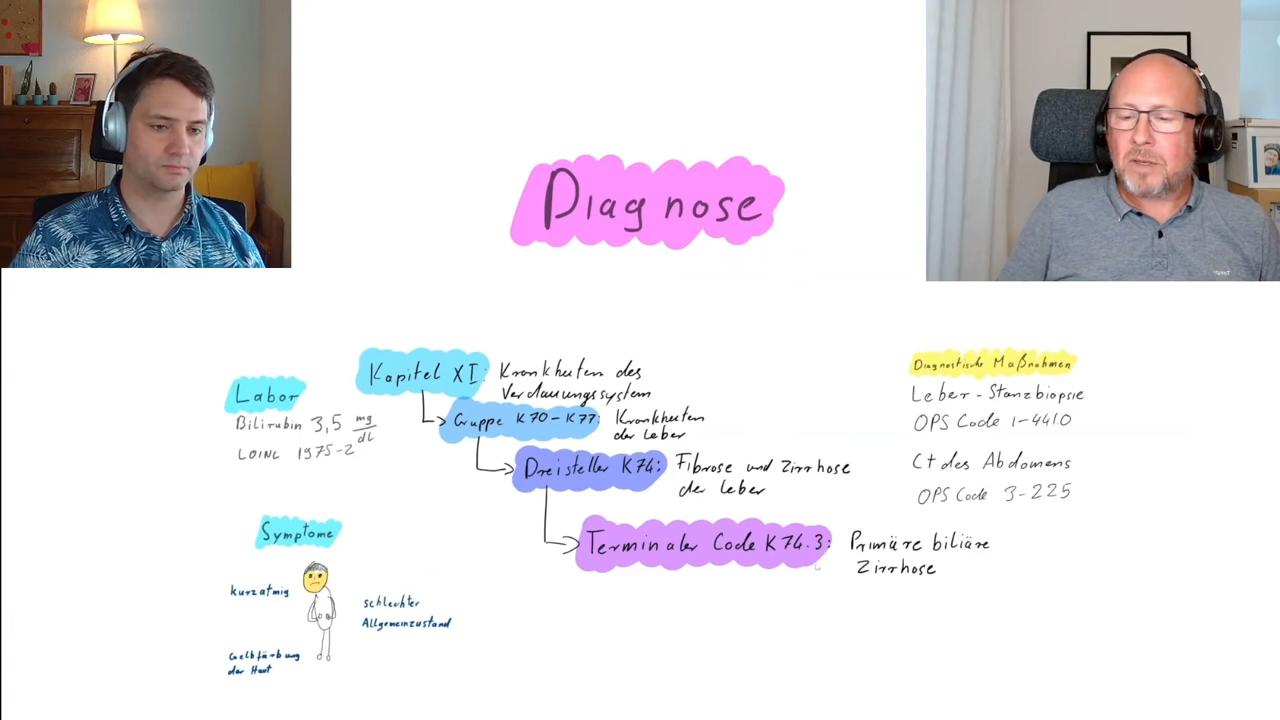 Diagnose
Labor
Bilirubin 3,5 mg/dL
LOINC 1975-2
Kapitel XI: Krankheiten des
Verdauungssystem
Gruppe K70-K77: Krankheiten
der Leber
Dreisteller K74: Fibrose und Zirrhose
der Leber
Terminaler Code K74.3: Primäre biliäre
Zirrhose
Diagnostische Maßnahmen
Leber-Stanzbiopsie
OPS Code 1-441.0
Ct des Abdomens
OPS Code 3-225
Symptome
kurzatmig
schlechter
Allgemeinzustand
Gelbfärbung
der Haut